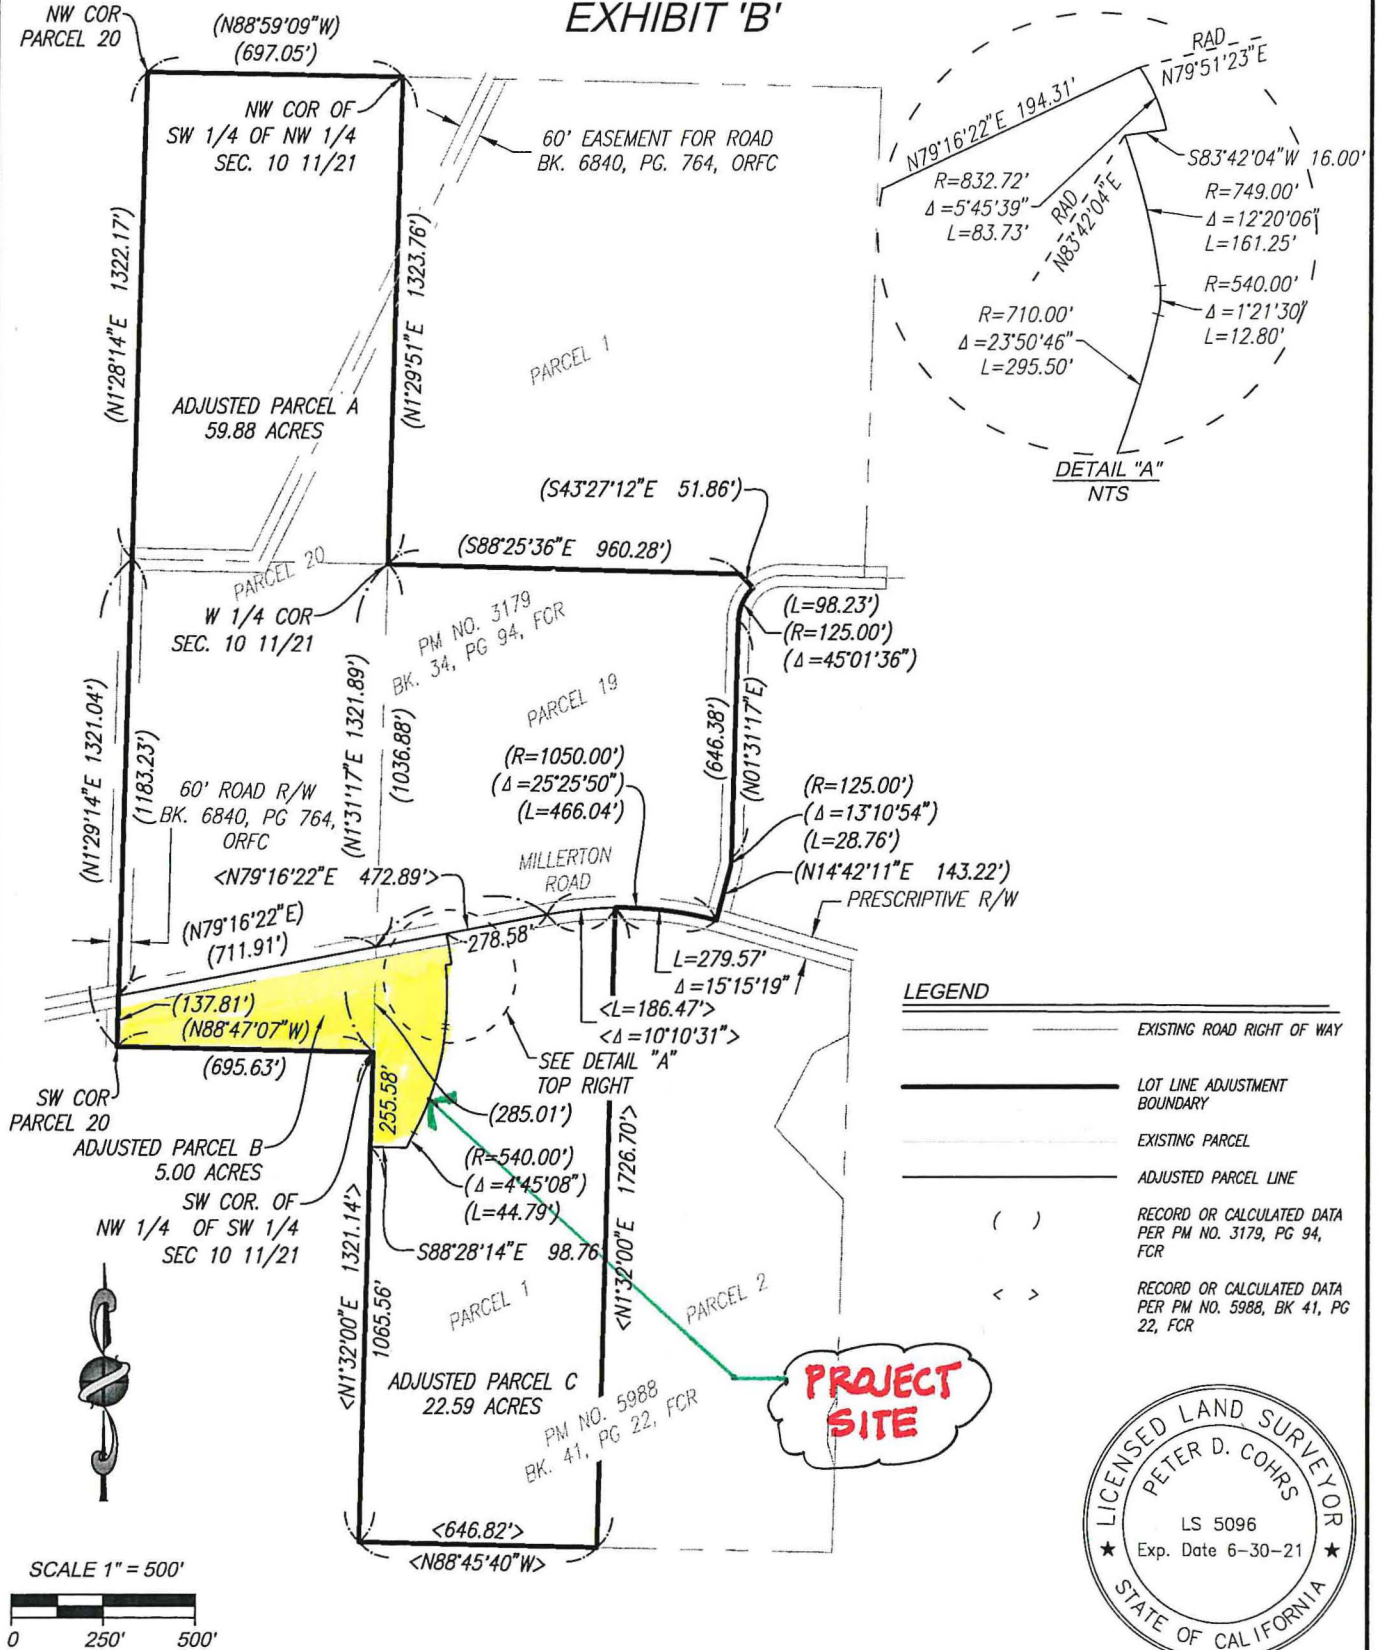 EXHIBIT 'B'
NW COR
PARCEL 20
(N88°59'09"W)
(697.05')
NW COR OF
SW 1/4 OF NW 1/4
SEC. 10 11/21
60' EASEMENT FOR ROAD
BK. 6840, PG. 764, ORFC
RAD
N79°51'23"E
N79°16'22"E 194.31'
S83°42'04"W 16.00'
R=832.72'
Δ=5°45'39"
L=83.73'
RAD
N83°42'04"E
R=749.00'
Δ=12°20'06"
L=161.25'
R=540.00'
Δ=1°21'30"
L=12.80'
R=710.00'
Δ=23°50'46"
L=295.50'
DETAIL "A"
NTS
(N1°28'14"E 1322.17')
(N1°29'51"E 1323.76')
PARCEL 1
ADJUSTED PARCEL A
59.88 ACRES
(S43°27'12"E 51.86')
(S88°25'36"E 960.28')
PARCEL 20
W 1/4 COR
SEC. 10 11/21
PM NO. 3179
BK. 34, PG 94, FCR
(L=98.23')
(R=125.00')
(Δ=45°01'36")
PARCEL 19
(N1°29'14"E 1321.04')
(1183.23')
(N1°31'17"E 1321.89')
(1036.88')
(646.38')
(N01°31'17"E)
60' ROAD R/W
BK. 6840, PG 764,
ORFC
(R=1050.00')
(Δ=25°25'50")
(L=466.04')
(R=125.00')
(Δ=13°10'54")
(L=28.76')
(N14°42'11"E 143.22')
PRESCRIPTIVE R/W
MILLERTON
ROAD
<N79°16'22"E 472.89'>
(N79°16'22"E)
(711.91')
278.58'
L=279.57'
Δ=15°15'19"
<L=186.47'>
<Δ=10°10'31">
(137.81')
(N88°47'07"W)
(695.63')
SEE DETAIL "A"
TOP RIGHT
SW COR
PARCEL 20
255.58'
(285.01')
ADJUSTED PARCEL B
5.00 ACRES
(R=540.00')
(Δ=4°45'08")
(L=44.79')
SW COR. OF
NW 1/4 OF SW 1/4
SEC 10 11/21
S88°28'14"E 98.76
<N1°32'00"E 1321.14'>
1065.56'
<N1°32'00"E 1726.70'>
PARCEL 1
PARCEL 2
ADJUSTED PARCEL C
22.59 ACRES
PM NO. 5988
BK. 41, PG 22, FCR
PROJECT
SITE
<646.82'>
<N88°45'40"W>
LEGEND
EXISTING ROAD RIGHT OF WAY
LOT LINE ADJUSTMENT
BOUNDARY
EXISTING PARCEL
ADJUSTED PARCEL LINE
( )
RECORD OR CALCULATED DATA
PER PM NO. 3179, PG 94,
FCR
< >
RECORD OR CALCULATED DATA
PER PM NO. 5988, BK 41, PG
22, FCR
SCALE 1" = 500'
0 250' 500'
LICENSED LAND SURVEYOR
PETER D. COHRS
LS 5096
Exp. Date 6-30-21
STATE OF CALIFORNIA